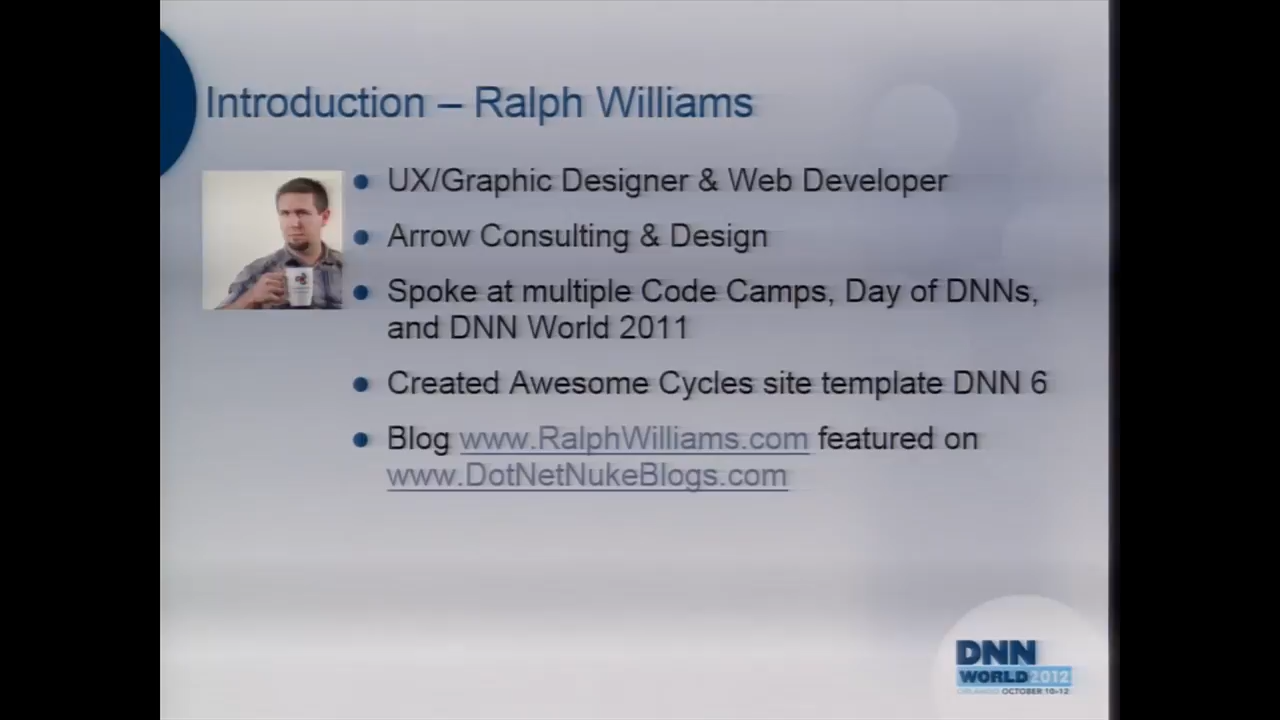 Introduction – Ralph Williams
UX/Graphic Designer & Web Developer
Arrow Consulting & Design
Spoke at multiple Code Camps, Day of DNNs,
and DNN World 2011
Created Awesome Cycles site template DNN 6
Blog www.RalphWilliams.com featured on
www.DotNetNukeBlogs.com
DNN
WORLD 2012
ORLANDO OCTOBER 10-12